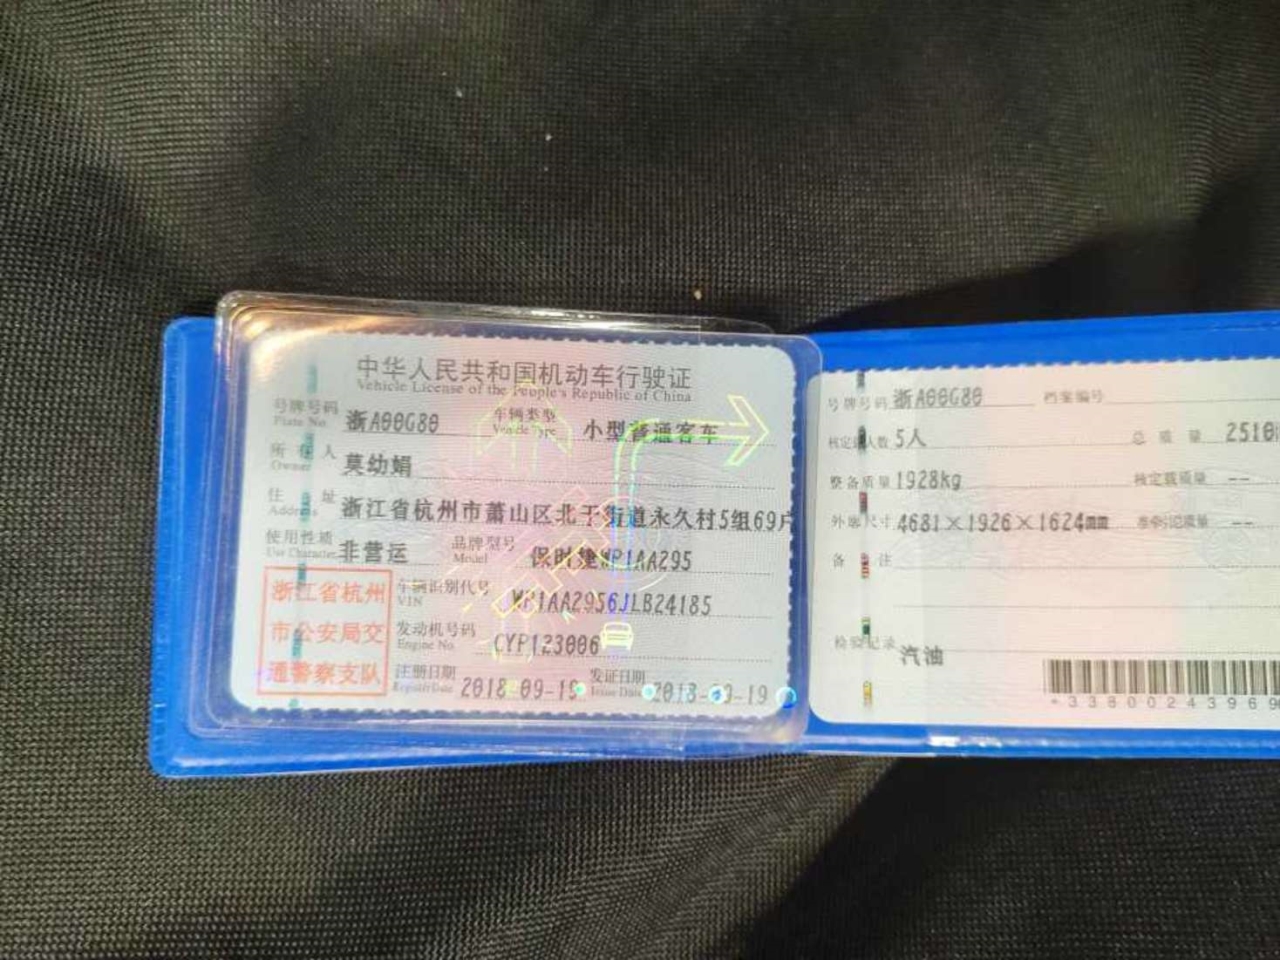 中华人民共和国机动车行驶证
Vehicle License of the People's Republic of China
号牌号码 浙A00G80 车辆类型 小型普通客车
Plate No. Vehicle Type
所有人 莫幼娟
Owner
住址 浙江省杭州市萧山区北干街道永久村5组69户
Address
使用性质 非营运 品牌型号 保时捷WP1AA295
Use Character Model
浙江省杭州
市公安局交
通警察支队
车辆识别代号 WP1AA2956JLB24185
VIN
发动机号码 CYP123006
Engine No.
注册日期 2018-09-19 发证日期 2018-09-19
Register Date Issue Date
号牌号码 浙A00G80 档案编号
核定载人数 5人 总质量 2510
整备质量 1928kg 核定载质量 --
外廓尺寸 4681×1926×1624mm 准牵引总质量 --
备注
检验记录 汽油
*338002439690